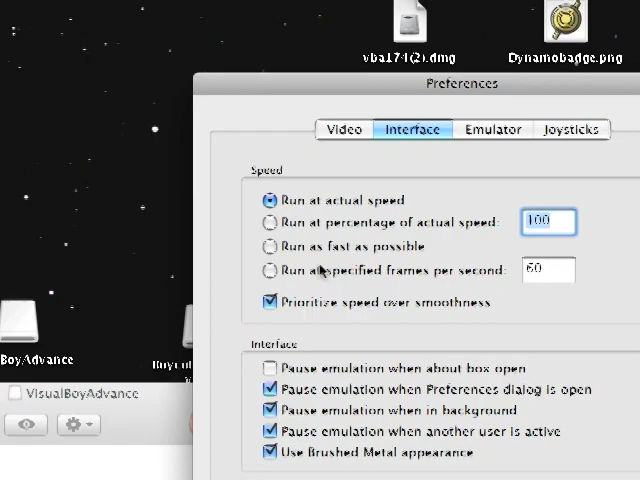 vba174(2).dmg
Dynamobadge.png
Preferences
Video
Interface
Emulator
Joysticks
Speed
Run at actual speed
Run at percentage of actual speed:
100
Run as fast as possible
Run at specified frames per second:
60
Prioritize speed over smoothness
BoyAdvance
Interface
Pause emulation when about box open
VisualBoyAdvance
Pause emulation when Preferences dialog is open
Pause emulation when in background
Pause emulation when another user is active
Use Brushed Metal appearance